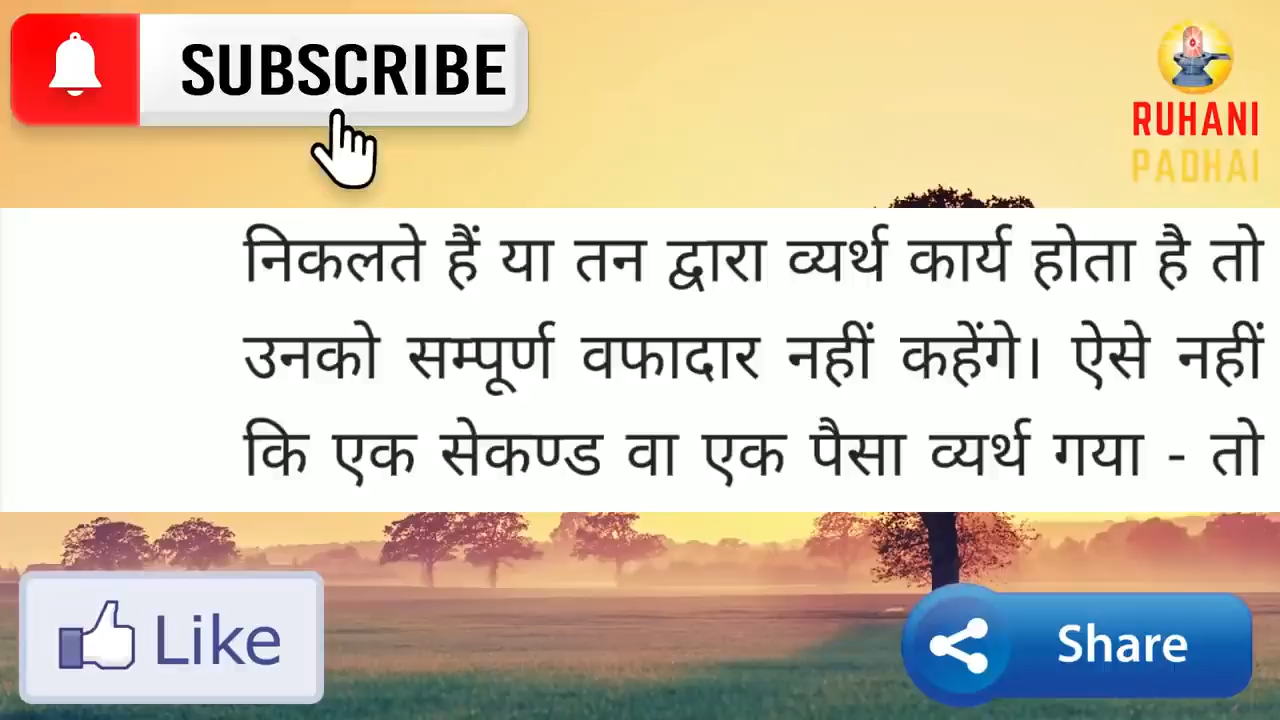 SUBSCRIBE
RUHANI
PADHAI
निकलते हैं या तन द्वारा व्यर्थ कार्य होता है तो
उनको सम्पूर्ण वफादार नहीं कहेंगे। ऐसे नहीं
कि एक सेकण्ड वा एक पैसा व्यर्थ गया - तो
Like
Share